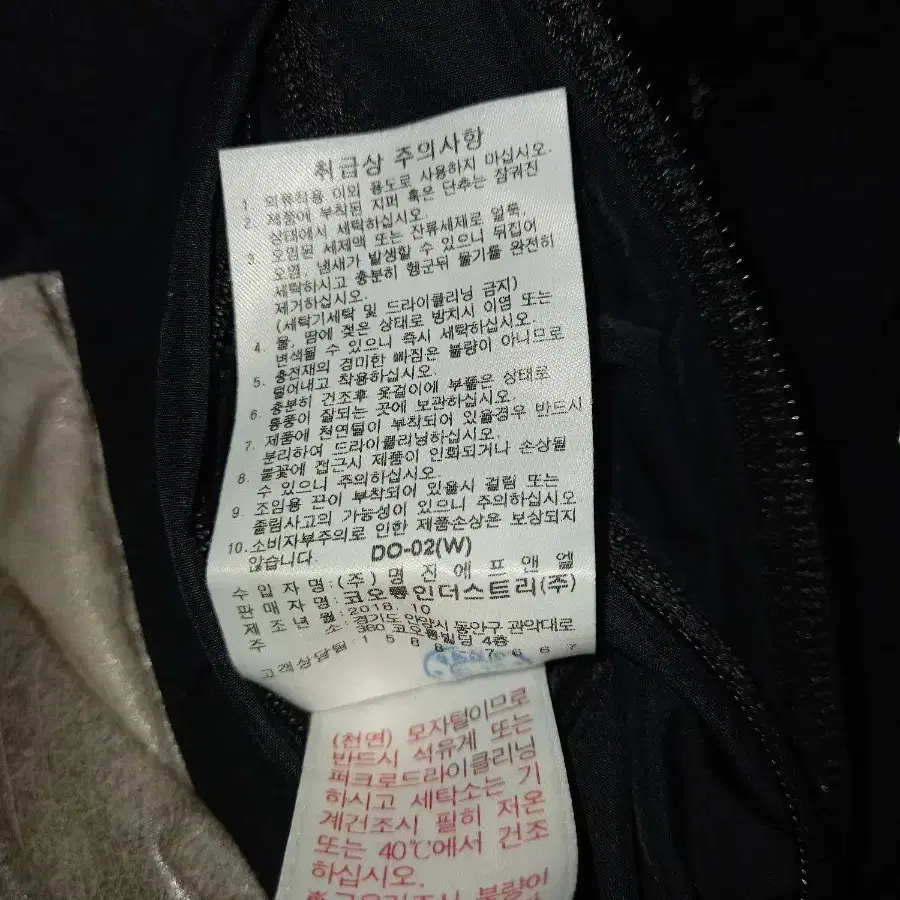 취급상 주의사항
1. 의류착용 이외 용도로 사용하지 마십시오.
2. 제품에 부착된 지퍼 혹은 단추는 잠궈진
상태에서 세탁하십시오.
3. 오염된 세제액 또는 잔류세제로 얼룩,
오염, 냄새가 발생할 수 있으니 뒤집어
세탁하시고 충분히 헹군뒤 물기를 완전히
제거하십시오.
(세탁기세탁 및 드라이클리닝 금지)
4. 물, 땀에 젖은 상태로 방치시 이염 또는
변색될 수 있으니 즉시 세탁하십시오.
5. 충전재의 경미한 빠짐은 불량이 아니므로
털어내고 착용하십시오.
6. 충분히 건조후 옷걸이에 부풀은 상태로
통풍이 잘되는 곳에 보관하십시오.
7. 제품에 천연털이 부착되어 있을경우 반드시
분리하여 드라이클리닝하십시오.
8. 불꽃에 접근시 제품이 인화되거나 손상될
수 있으니 주의하십시오.
9. 조임용 끈이 부착되어 있을시 걸림 또는
졸림사고의 가능성이 있으니 주의하십시오
10.소비자부주의로 인한 제품손상은 보상되지
않습니다. DO-02(W)
수 입 자 명:(주) 명 진 에 프 앤 엘
판 매 자 명:코오롱인더스트리(주)
제 조 년 월:2018. 10
주 소:경기도 안양시 동안구 관악대로
360 코오롱빌딩 4층
고객상담팀 1 5 8 8 - 7 6 6 7
(천연) 모자털이므로
반드시 석유계 또는
퍼크로드라이클리닝
하시고 세탁소는 기
계건조시 필히 저온
또는 40℃에서 건조
하십시오.
불량이